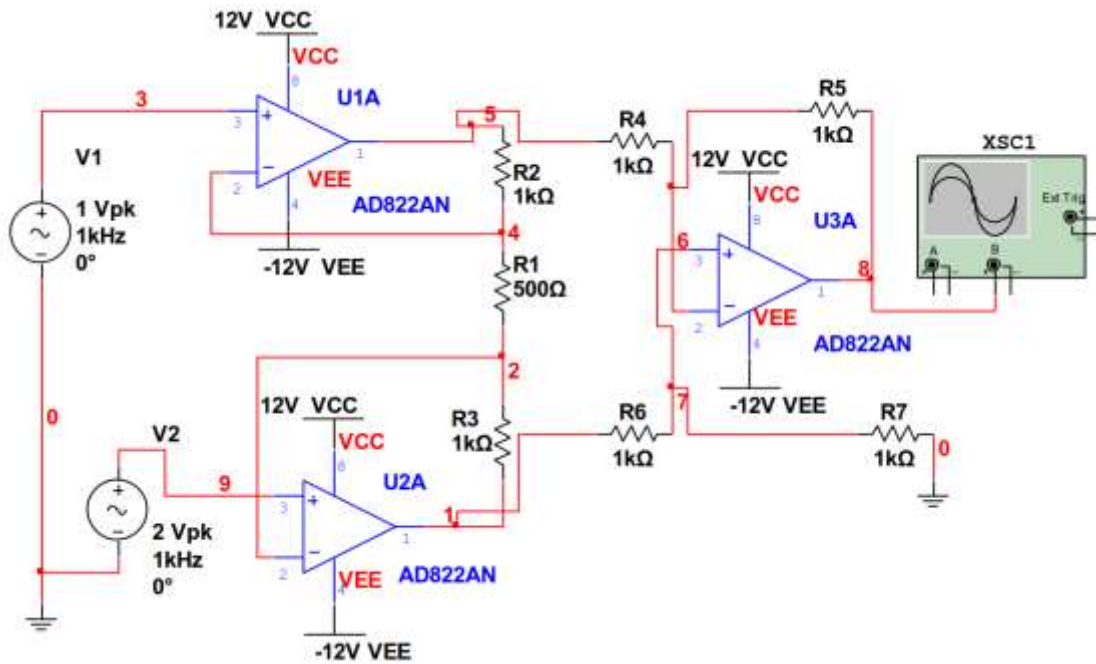 12V VCC
VCC
8
3
3
U1A
1
2
VEE
4
AD822AN
-12V VEE
V1
1 Vpk
1kHz
0°
0
5
R2
1kΩ
4
R1
500Ω
2
R4
1kΩ
R5
1kΩ
12V VCC
VCC
8
6
3
U3A
1
8
2
VEE
4
AD822AN
-12V VEE
XSC1
Ext Trig
A
B
V2
9
2 Vpk
1kHz
0°
12V VCC
VCC
8
3
U2A
1
2
VEE
4
AD822AN
-12V VEE
R3
1kΩ
1
R6
1kΩ
7
R7
1kΩ
0